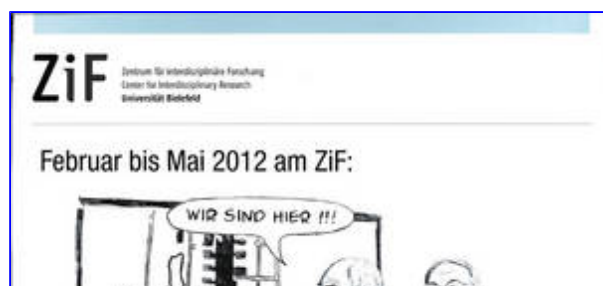 ZiF
Zentrum für interdisziplinäre Forschung
Center for Interdisciplinary Research
Universität Bielefeld
Februar bis Mai 2012 am ZiF:
WIR SIND HIER !!!